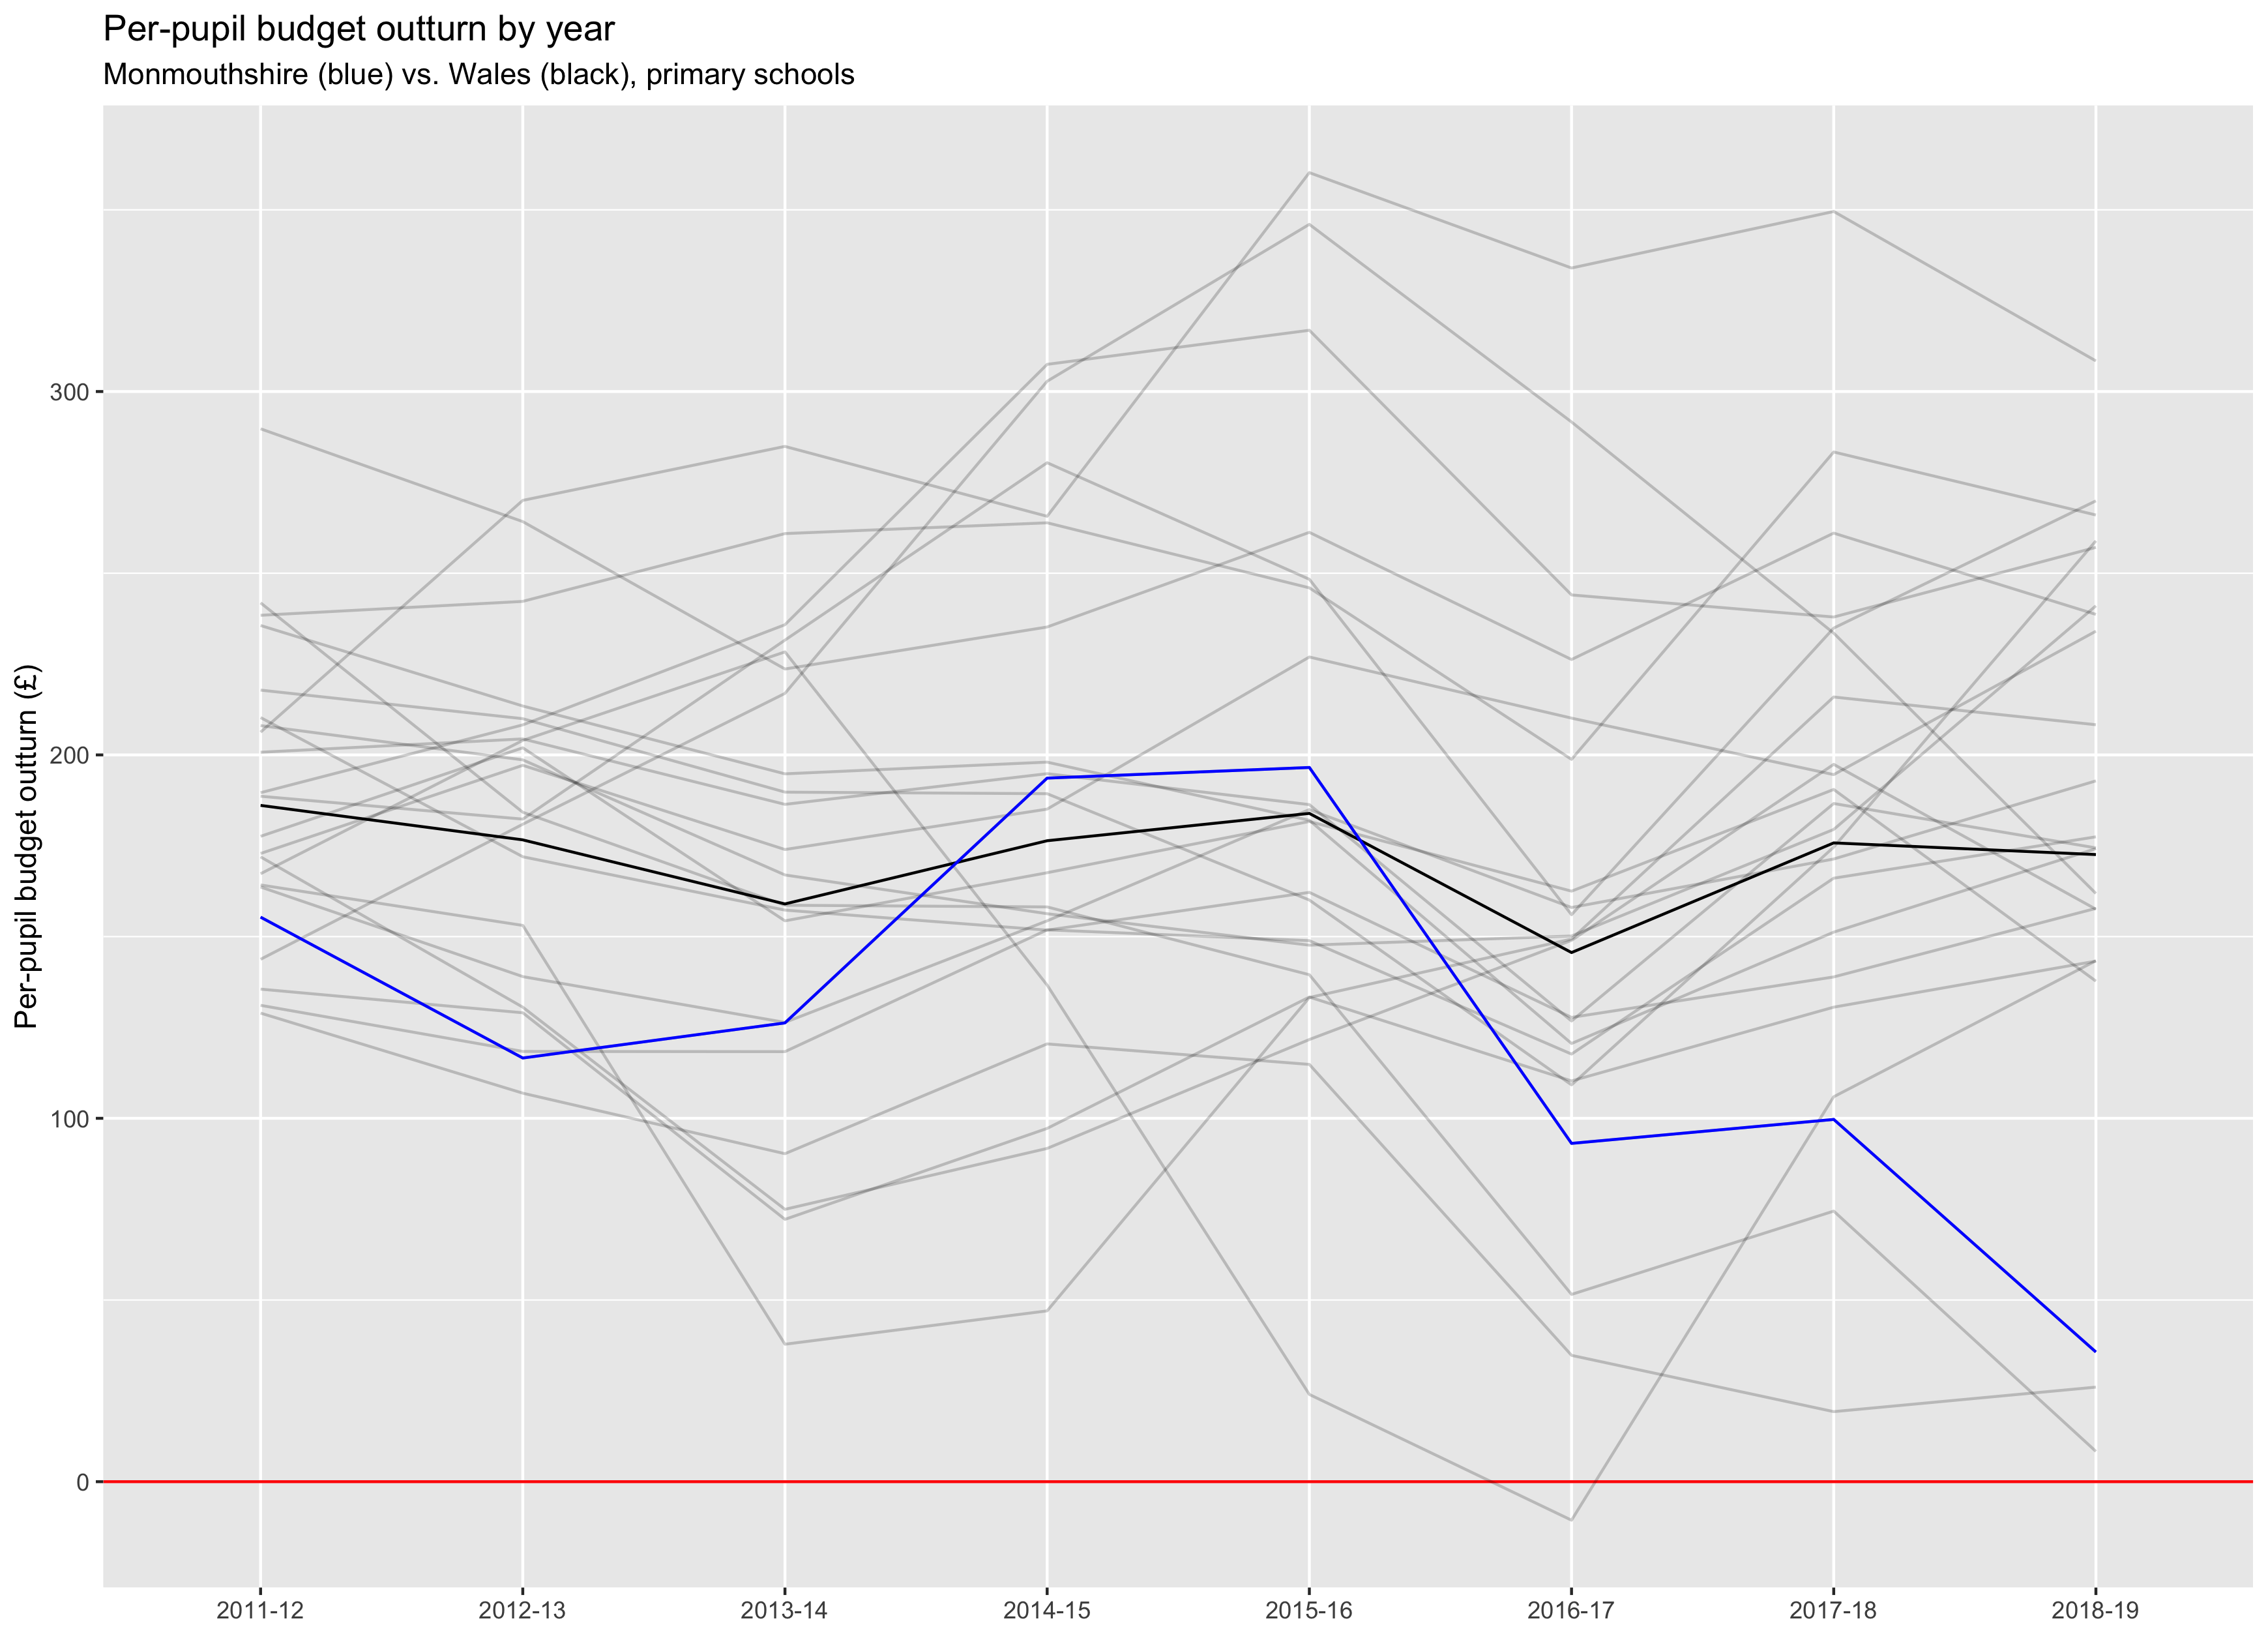 Per-pupil budget outturn by year
Monmouthshire (blue) vs. Wales (black), primary schools
Per-pupil budget outturn (£)
300
200
100
0
2011-12 2012-13 2013-14 2014-15 2015-16 2016-17 2017-18 2018-19